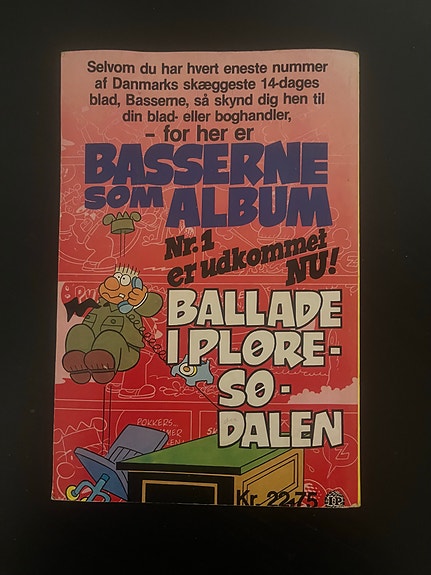 Selvom du har hvert eneste nummer
af Danmarks skæggeste 14-dages
blad, Basserne, så skynd dig hen til
din blad- eller boghandler,
– for her er
BASSERNE
SOM ALBUM
Nr. 1
er udkommet
NU!
BALLADE
I PLØRE-
SØ-
DALEN
POKKERS...
Kr. 22,75